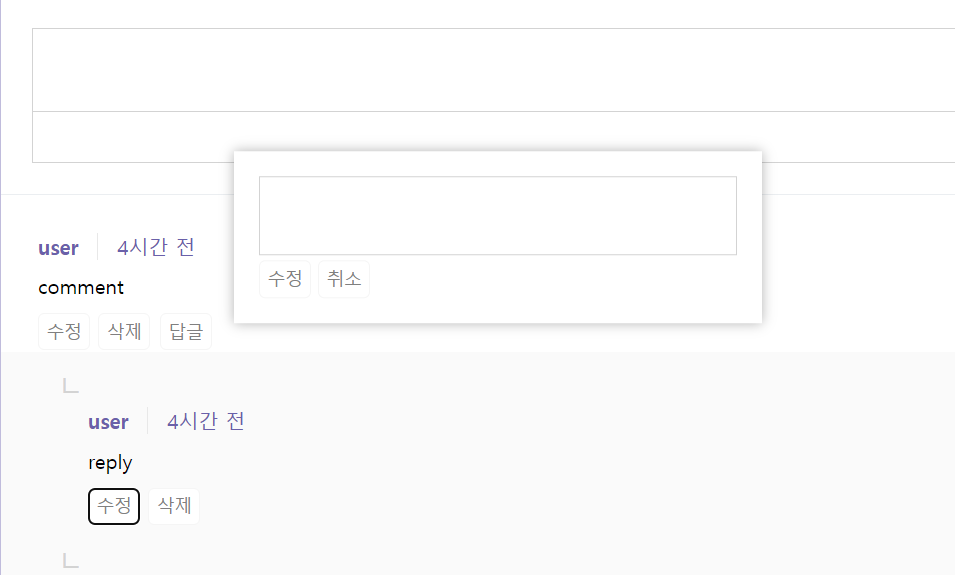 수정 취소
user 4시간 전
comment
수정 삭제 답글
user 4시간 전
reply
수정 삭제